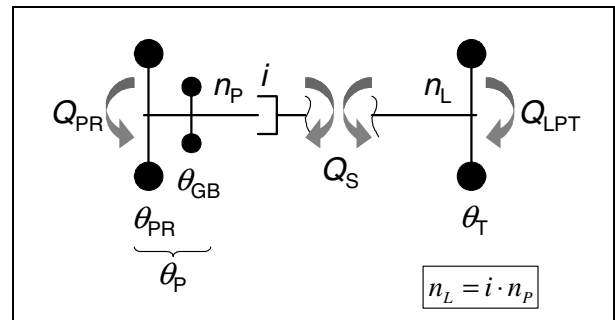 n_P i n_L
Q_PR Q_LPT
Q_S
θ_GB
θ_PR θ_T
θ_P
n_L = i · n_P